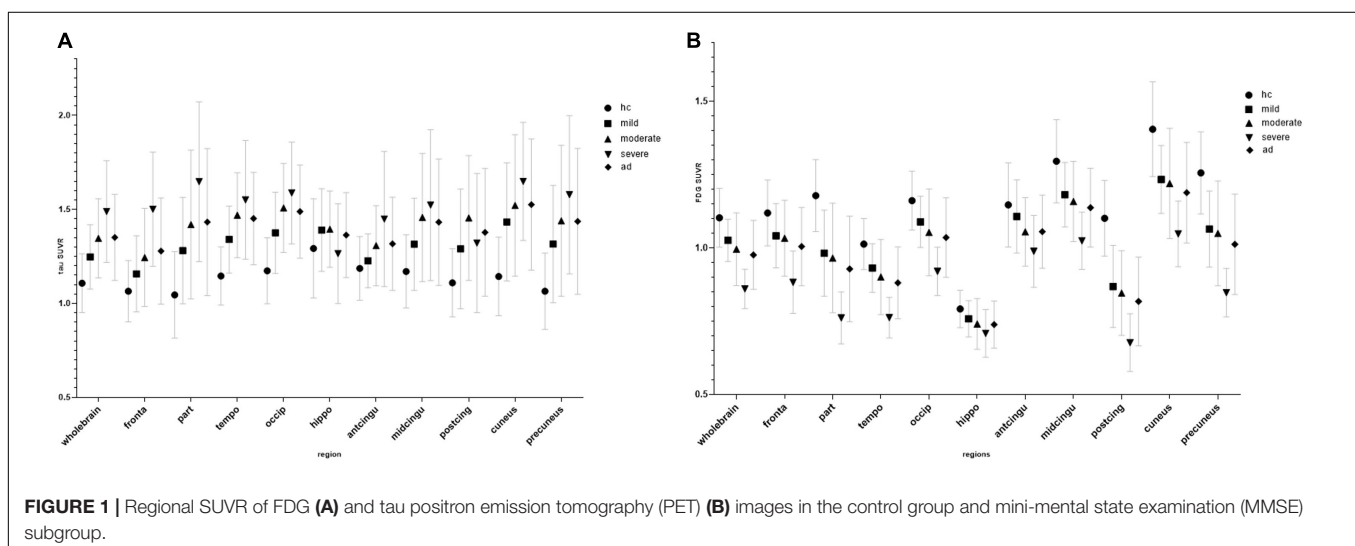 A
tau SUVR
2.0
1.5
1.0
0.5
wholebrain
fronta
part
tempo
occip
hippo
antcingu
midcingu
postcing
cuneus
precuneus
region
hc
mild
moderate
severe
ad
B
FDG SUVR
1.5
1.0
0.5
wholebrain
fronta
part
tempo
occip
hippo
antcingu
midcingu
postcing
cuneus
precuneus
regions
hc
mild
moderate
severe
ad
FIGURE 1 | Regional SUVR of FDG (A) and tau positron emission tomography (PET) (B) images in the control group and mini-mental state examination (MMSE)
subgroup.